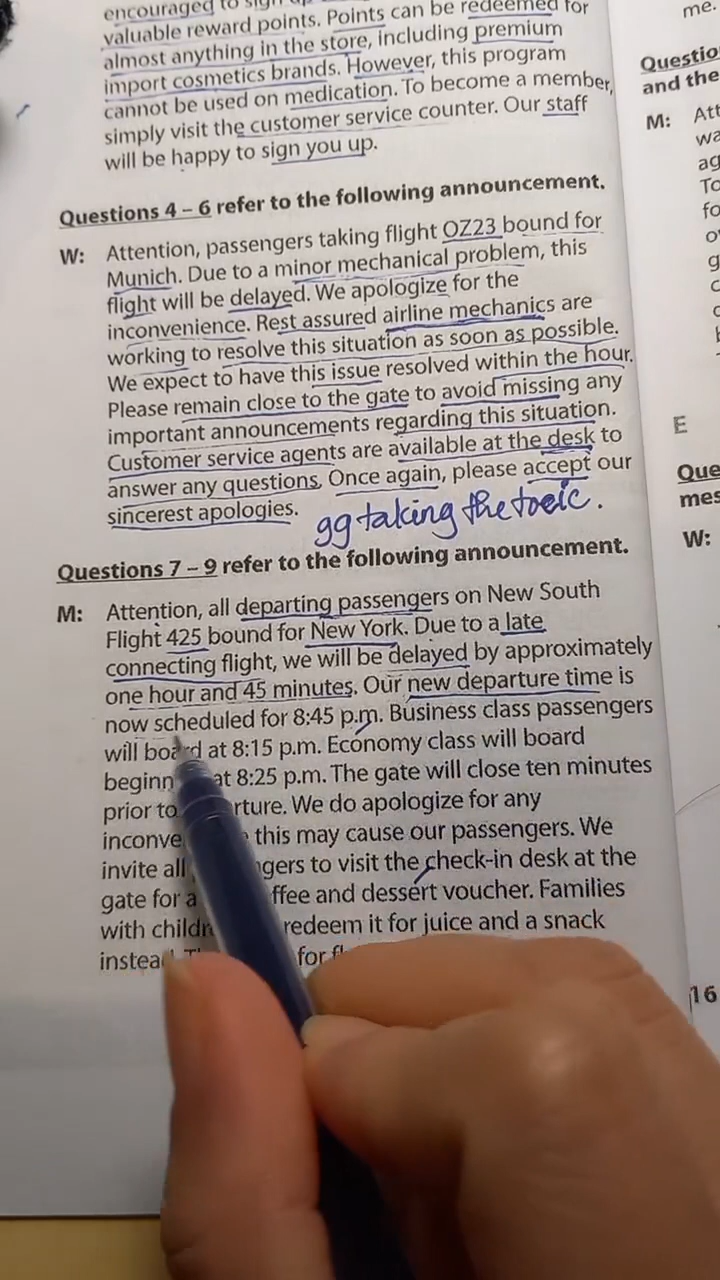 encouraged to sign
valuable reward points. Points can be redeemed for
almost anything in the store, including premium
import cosmetics brands. However, this program
cannot be used on medication. To become a member,
simply visit the customer service counter. Our staff
will be happy to sign you up.
Questions 4 – 6 refer to the following announcement.
W: Attention, passengers taking flight OZ23 bound for
Munich. Due to a minor mechanical problem, this
flight will be delayed. We apologize for the
inconvenience. Rest assured airline mechanics are
working to resolve this situation as soon as possible.
We expect to have this issue resolved within the hour.
Please remain close to the gate to avoid missing any
important announcements regarding this situation.
Customer service agents are available at the desk to
answer any questions. Once again, please accept our
sincerest apologies.
gg taking the toeic.
Questions 7 – 9 refer to the following announcement.
M: Attention, all departing passengers on New South
Flight 425 bound for New York. Due to a late
connecting flight, we will be delayed by approximately
one hour and 45 minutes. Our new departure time is
now scheduled for 8:45 p.m. Business class passengers
will board at 8:15 p.m. Economy class will board
at 8:25 p.m. The gate will close ten minutes
prior to We do apologize for any
this may cause our passengers. We
invite all to visit the check-in desk at the
gate for a and dessert voucher. Families
with redeem it for juice and a snack
for
me.
and the
M:
E
W:
16